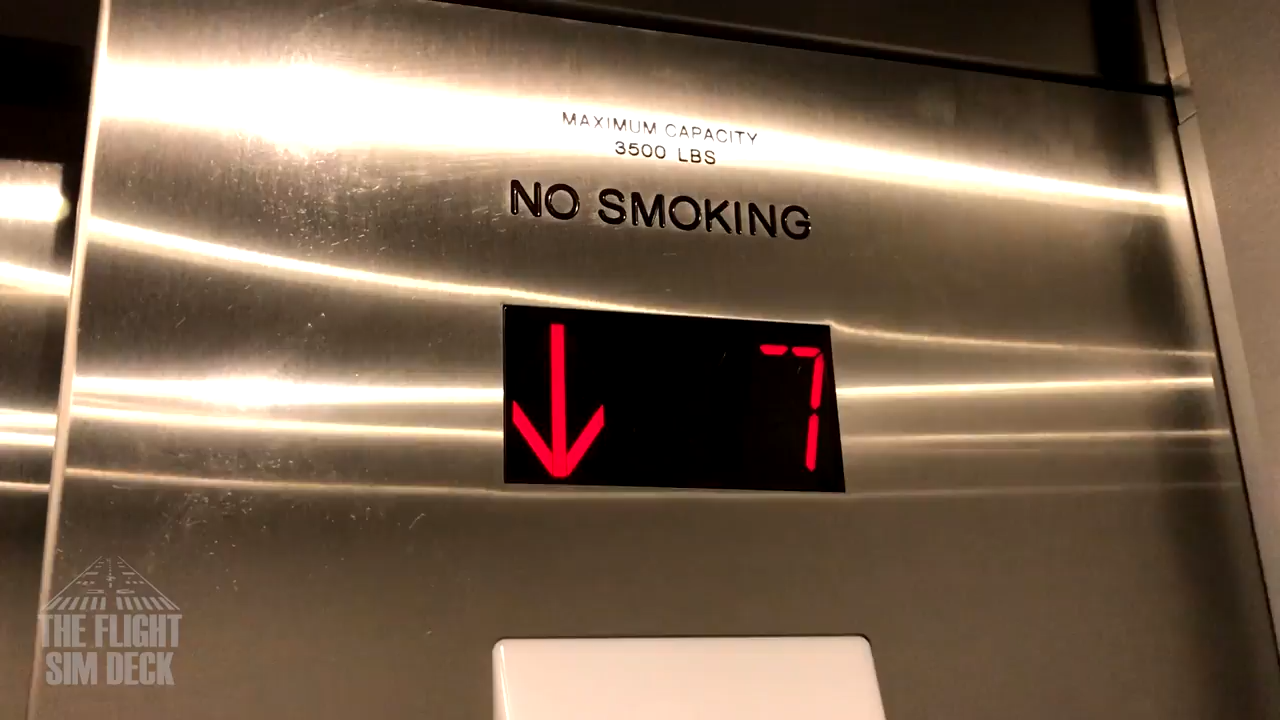 MAXIMUM CAPACITY
3500 LBS
NO SMOKING
7
THE FLIGHT
SIM DECK